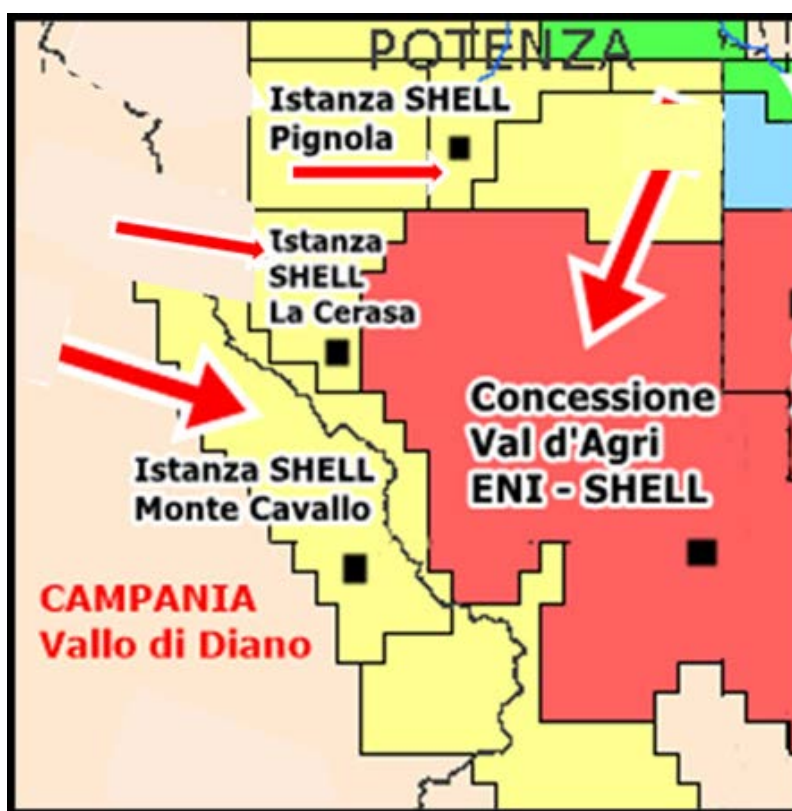 POTENZA
Istanza SHELL
Pignola
Istanza
SHELL
La Cerasa
Concessione
Val d'Agri
ENI - SHELL
Istanza SHELL
Monte Cavallo
CAMPANIA
Vallo di Diano